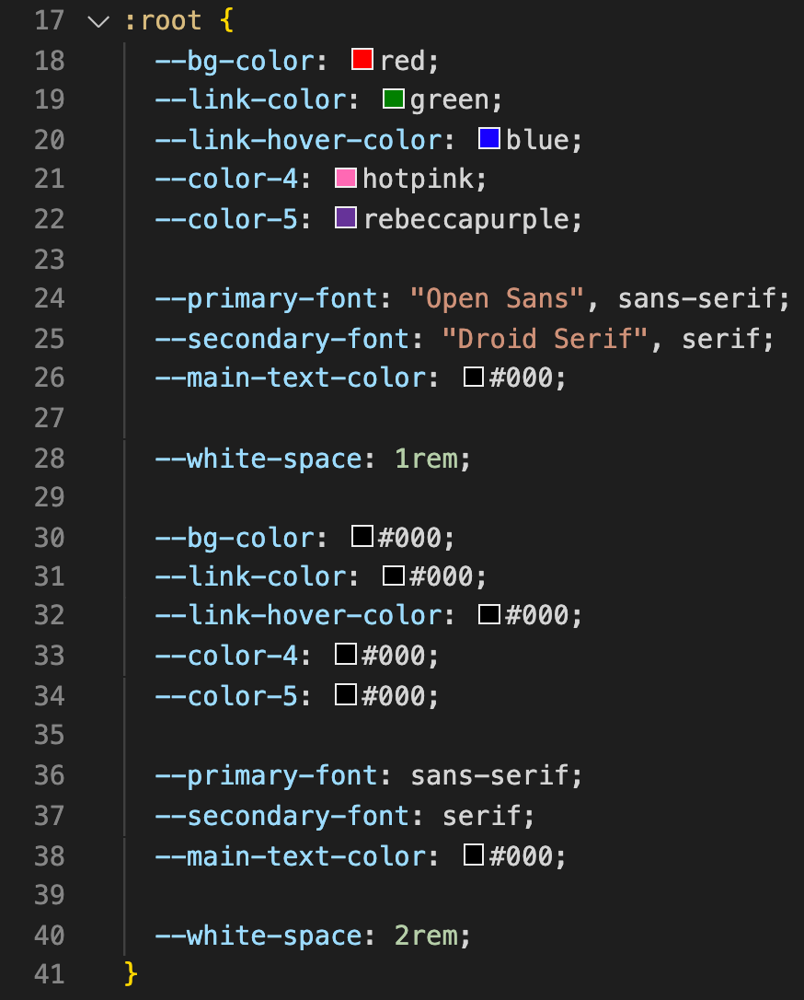 17 :root {
18 --bg-color: red;
19 --link-color: green;
20 --link-hover-color: blue;
21 --color-4: hotpink;
22 --color-5: rebeccapurple;
23
24 --primary-font: "Open Sans", sans-serif;
25 --secondary-font: "Droid Serif", serif;
26 --main-text-color: #000;
27
28 --white-space: 1rem;
29
30 --bg-color: #000;
31 --link-color: #000;
32 --link-hover-color: #000;
33 --color-4: #000;
34 --color-5: #000;
35
36 --primary-font: sans-serif;
37 --secondary-font: serif;
38 --main-text-color: #000;
39
40 --white-space: 2rem;
41 }